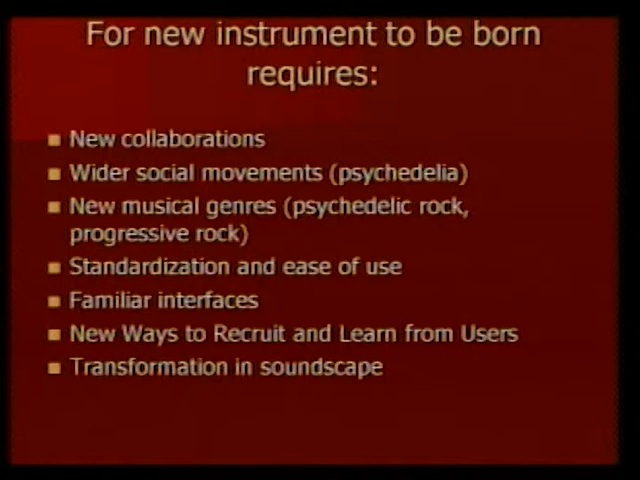 For new instrument to be born
requires:
New collaborations
Wider social movements (psychedelia)
New musical genres (psychedelic rock,
progressive rock)
Standardization and ease of use
Familiar interfaces
New Ways to Recruit and Learn from Users
Transformation in soundscape